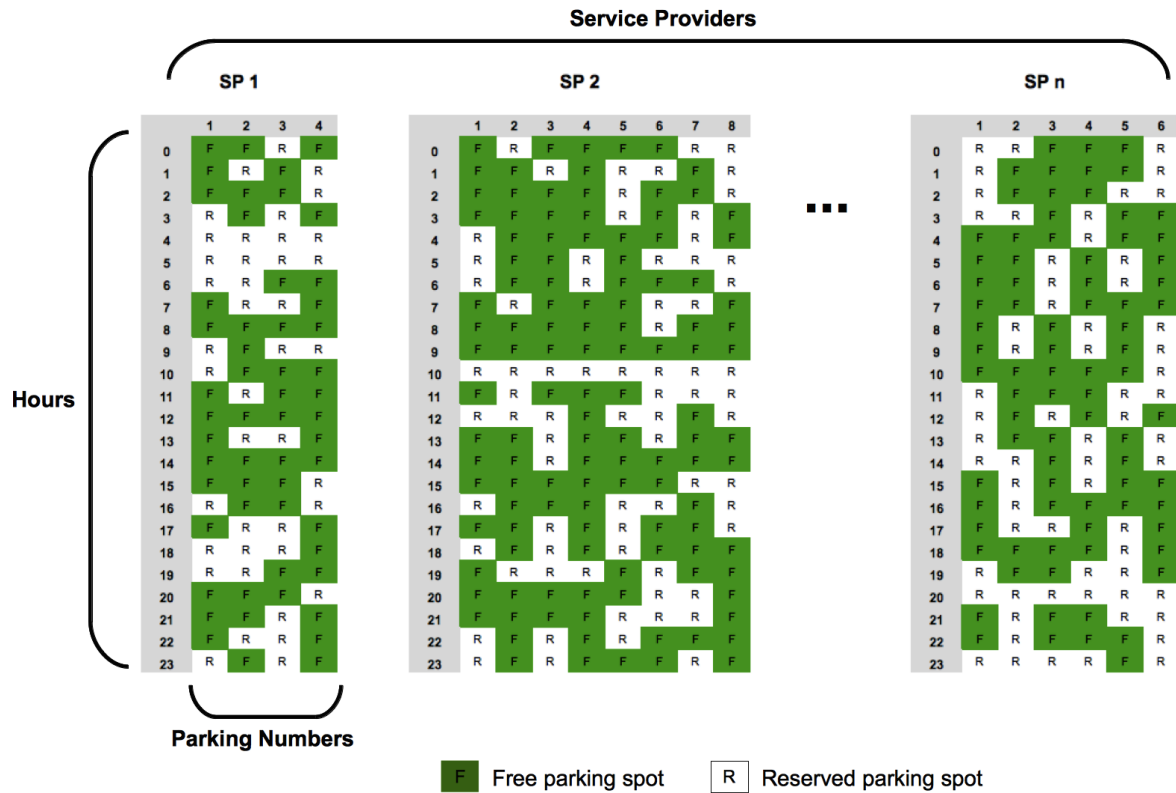 Service Providers
SP 1 SP 2 SP n
1 2 3 4 1 2 3 4 5 6 7 8 1 2 3 4 5 6
0 F F R F 0 F R F F F F R R 0 R R F F F R
1 F R F R 1 F F R F R R F R 1 R F F F F R
2 F F F R 2 F F F F R F F R 2 R F F F R R
...
3 R F R F 3 F F F F R F R F 3 R R F R F F
4 R R R R 4 R F F F F F R F 4 F F F R F F
5 R R R R 5 R F F R F R R R 5 F F R F R F
6 R R F F 6 R F F R F F F R 6 F F R F R F
7 F R R F 7 F R F F F R R F 7 F F R F F F
8 F F F F 8 F F F F F R F F 8 F R F R F R
9 R F R R 9 F F F F F F F F 9 F R F R F R
10 R F F F 10 R R R R R R R R 10 F F F F F R
Hours
11 F R F F 11 F R F F F R R R 11 R F F F R R
12 F F F F 12 R R R F R R F R 12 R F R F R F
13 F R R F 13 F F R F F R F F 13 R F F R F R
14 F F F F 14 F F R F F F F F 14 R R F R F R
15 F F F R 15 F F F F F F R R 15 F R F R F F
16 R F F R 16 R F F F R R F R 16 F R F F F F
17 F R R F 17 F F R F R F F R 17 F R R F R F
18 R R R F 18 R F R F R F F F 18 F F F F R F
19 R R F F 19 F R R R F R F F 19 R F F R R F
20 F F F R 20 F F F F F R R F 20 R R R R R R
21 F F R F 21 F F F F F R R F 21 F R F F R R
22 F R R F 22 R F R F R F F F 22 F R F F F R
23 R F R F 23 R F R F F F R F 23 R R R R F R
Parking Numbers
F Free parking spot R Reserved parking spot